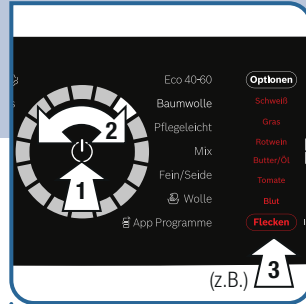 Eco 40-60
Baumwolle
Pflegeleicht
Mix
Fein/Seide
Wolle
App Programme
Optionen
Schweiß
Gras
Rotwein
Butter/Öl
Tomate
Blut
Flecken
1
2
(z.B.) 3